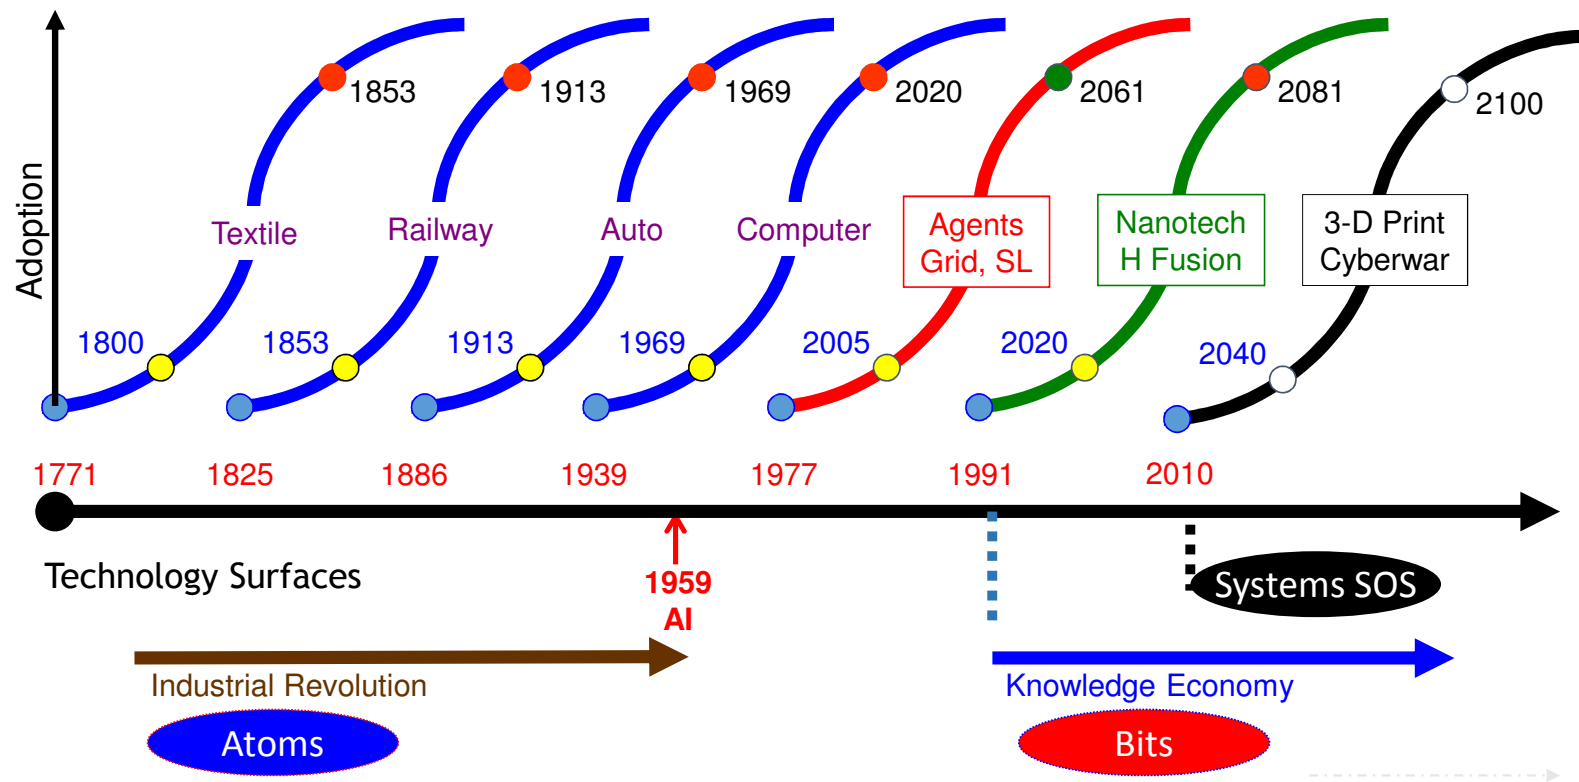 1853
1913
1969
2020
2061
2081
2100
Adoption
Textile
Railway
Auto
Computer
Agents
Grid, SL
Nanotech
H Fusion
3-D Print
Cyberwar
1800
1853
1913
1969
2005
2020
2040
1771
1825
1886
1939
1977
1991
2010
Technology Surfaces
1959
AI
Systems SOS
Industrial Revolution
Knowledge Economy
Atoms
Bits